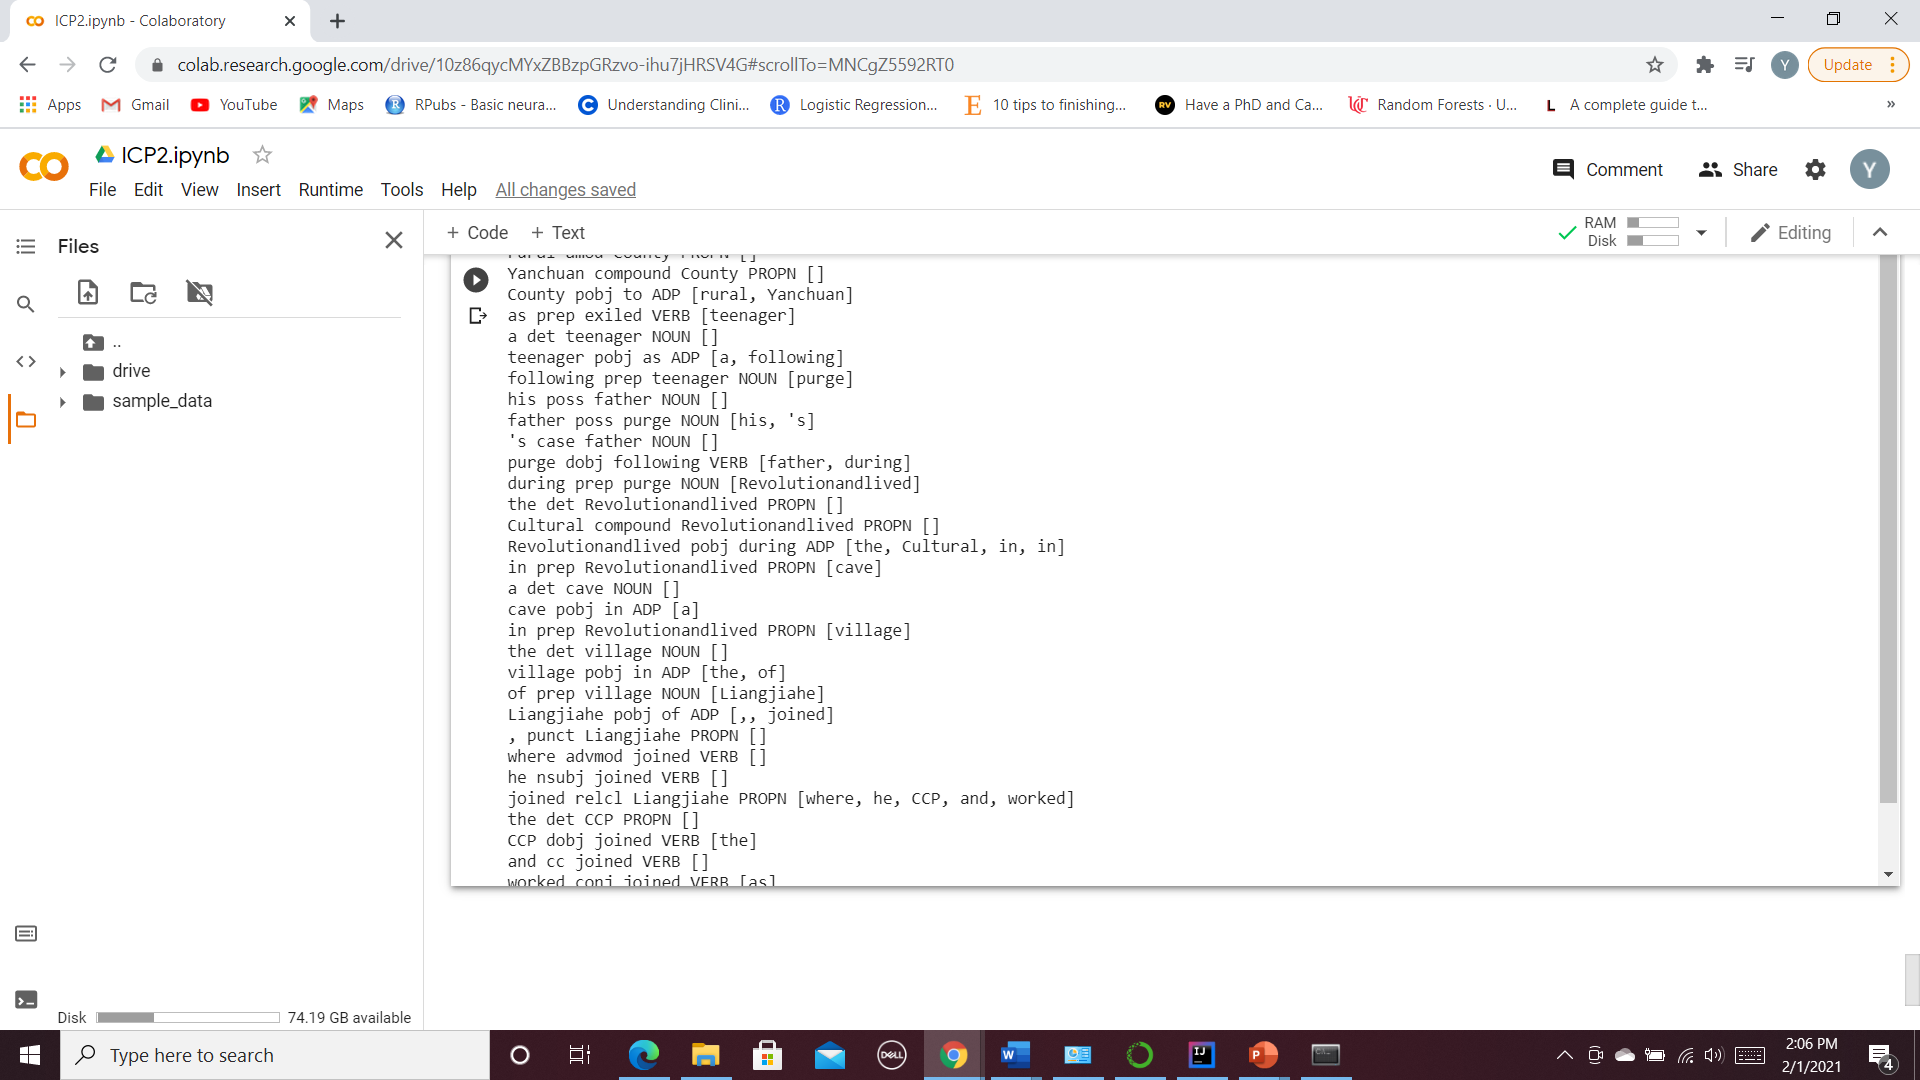 ICP2.ipynb - Colaboratory
colab.research.google.com/drive/10z86qycMYxZBBzpGRzvo-ihu7jHRSV4G#scrollTo=MNCgZ5592RT0
Y
Update
Apps
Gmail
YouTube
Maps
RPubs - Basic neura...
Understanding Clini...
Logistic Regression...
10 tips to finishing...
Have a PhD and Ca...
Random Forests · U...
A complete guide t...
»
ICP2.ipynb
File Edit View Insert Runtime Tools Help All changes saved
Comment
Share
Y
Files
+ Code + Text
RAM
Disk
Editing
..
drive
sample_data
rural amod County PROPN []
Yanchuan compound County PROPN []
County pobj to ADP [rural, Yanchuan]
as prep exiled VERB [teenager]
a det teenager NOUN []
teenager pobj as ADP [a, following]
following prep teenager NOUN [purge]
his poss father NOUN []
father poss purge NOUN [his, 's]
's case father NOUN []
purge dobj following VERB [father, during]
during prep purge NOUN [Revolutionandlived]
the det Revolutionandlived PROPN []
Cultural compound Revolutionandlived PROPN []
Revolutionandlived pobj during ADP [the, Cultural, in, in]
in prep Revolutionandlived PROPN [cave]
a det cave NOUN []
cave pobj in ADP [a]
in prep Revolutionandlived PROPN [village]
the det village NOUN []
village pobj in ADP [the, of]
of prep village NOUN [Liangjiahe]
Liangjiahe pobj of ADP [,, joined]
, punct Liangjiahe PROPN []
where advmod joined VERB []
he nsubj joined VERB []
joined relcl Liangjiahe PROPN [where, he, CCP, and, worked]
the det CCP PROPN []
CCP dobj joined VERB [the]
and cc joined VERB []
worked conj joined VERB [as]
Disk
74.19 GB available
Type here to search
DELL
2:06 PM
2/1/2021
4